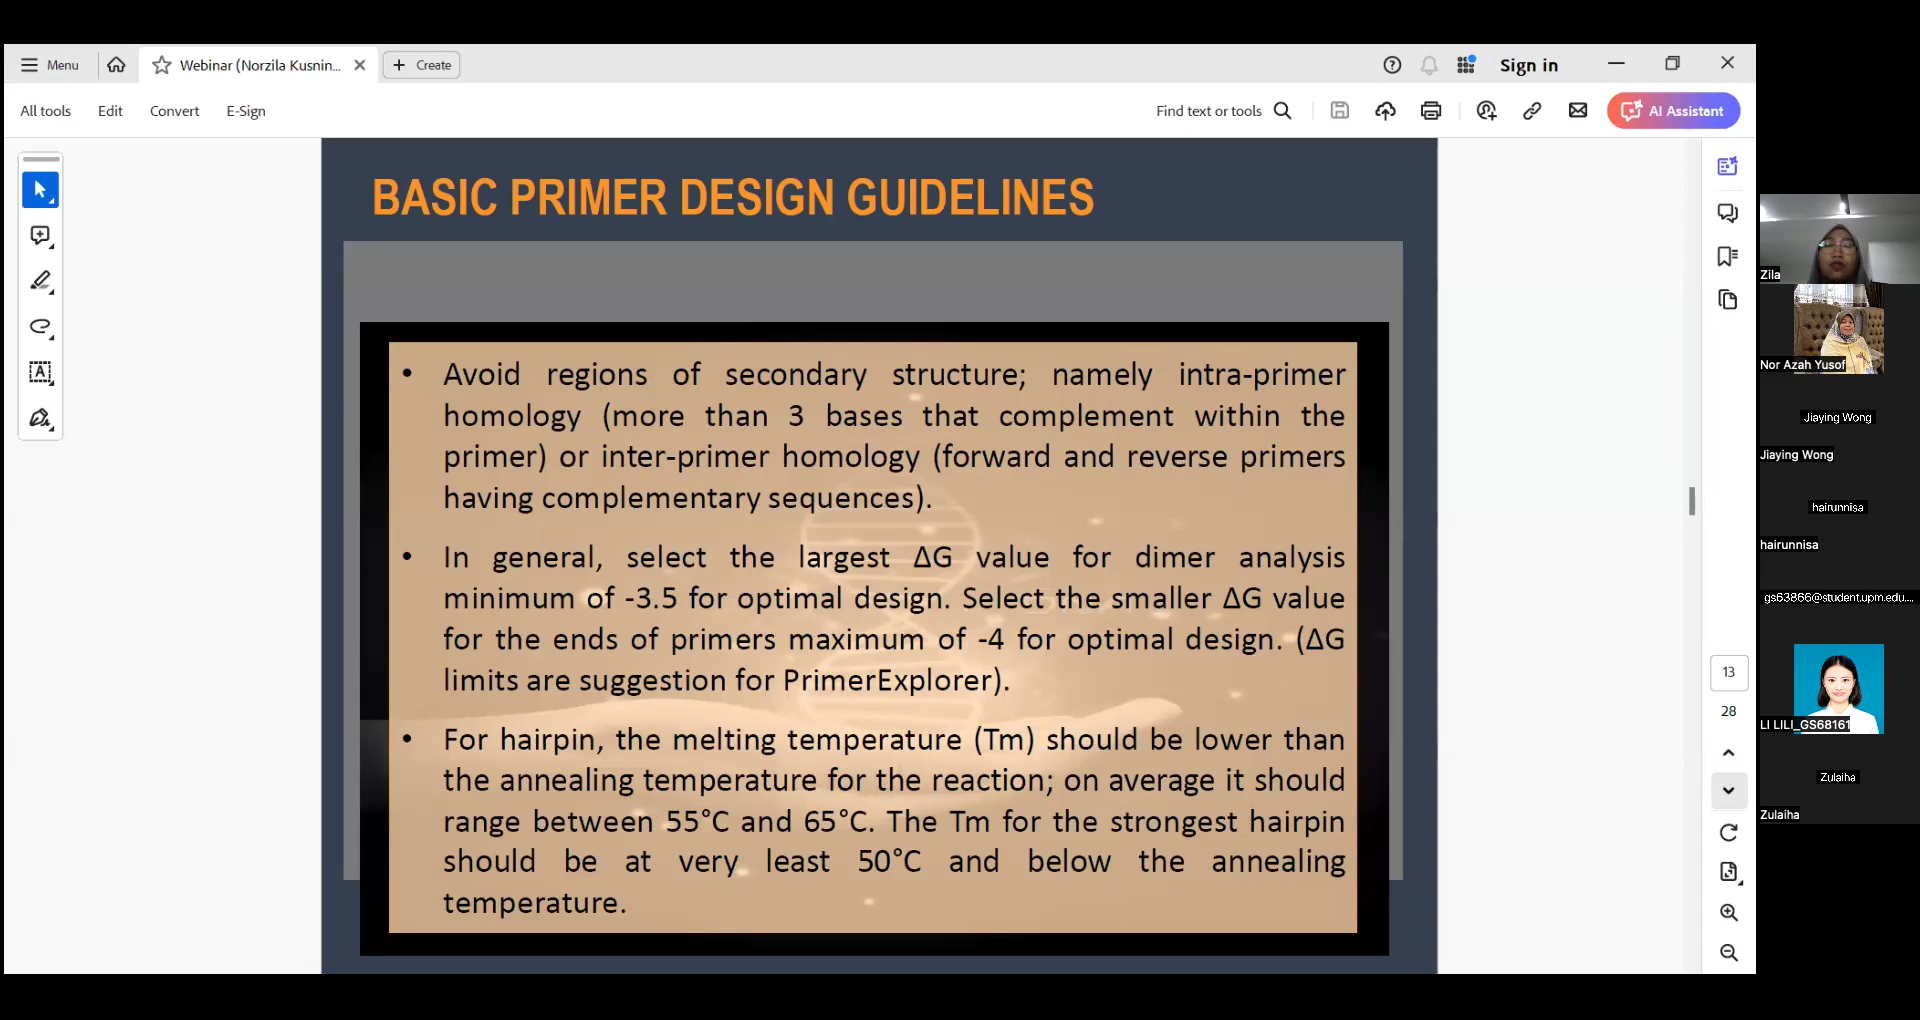 Menu
Webinar (Norzila Kusnin...
Create
Sign in
All tools
Edit
Convert
E-Sign
Find text or tools
AI Assistant
BASIC PRIMER DESIGN GUIDELINES
• Avoid regions of secondary structure; namely intra-primer
homology (more than 3 bases that complement within the
primer) or inter-primer homology (forward and reverse primers
having complementary sequences).
• In general, select the largest ΔG value for dimer analysis
minimum of -3.5 for optimal design. Select the smaller ΔG value
for the ends of primers maximum of -4 for optimal design. (ΔG
limits are suggestion for PrimerExplorer).
• For hairpin, the melting temperature (Tm) should be lower than
the annealing temperature for the reaction; on average it should
range between 55°C and 65°C. The Tm for the strongest hairpin
should be at very least 50°C and below the annealing
temperature.
13
28
Zila
Nor Azah Yusof
Jiaying Wong
Jiaying Wong
hairunnisa
hairunnisa
gs63866@student.upm.edu,...
LI LILI_GS68161
Zulaiha
Zulaiha